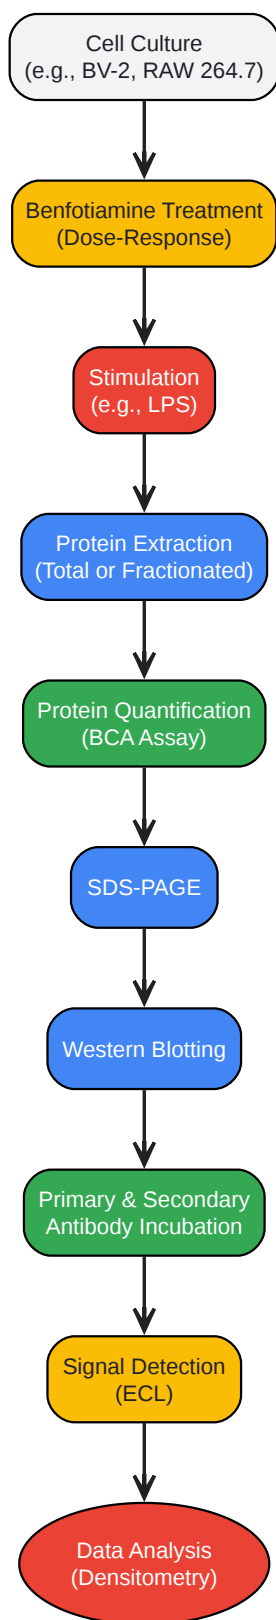 Cell Culture
(e.g., BV-2, RAW 264.7)
Benfotiamine Treatment
(Dose-Response)
Stimulation
(e.g., LPS)
Protein Extraction
(Total or Fractionated)
Protein Quantification
(BCA Assay)
SDS-PAGE
Western Blotting
Primary & Secondary
Antibody Incubation
Signal Detection
(ECL)
Data Analysis
(Densitometry)